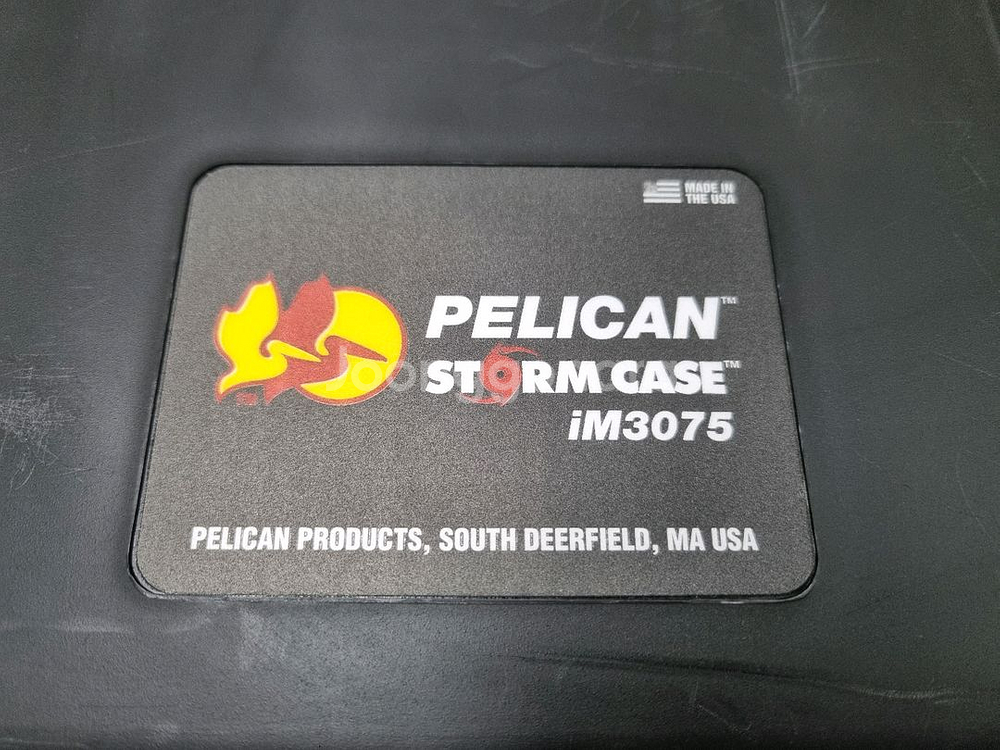 MADE IN
THE USA
PELICAN™
STORM CASE™
iM3075
PELICAN PRODUCTS, SOUTH DEERFIELD, MA USA